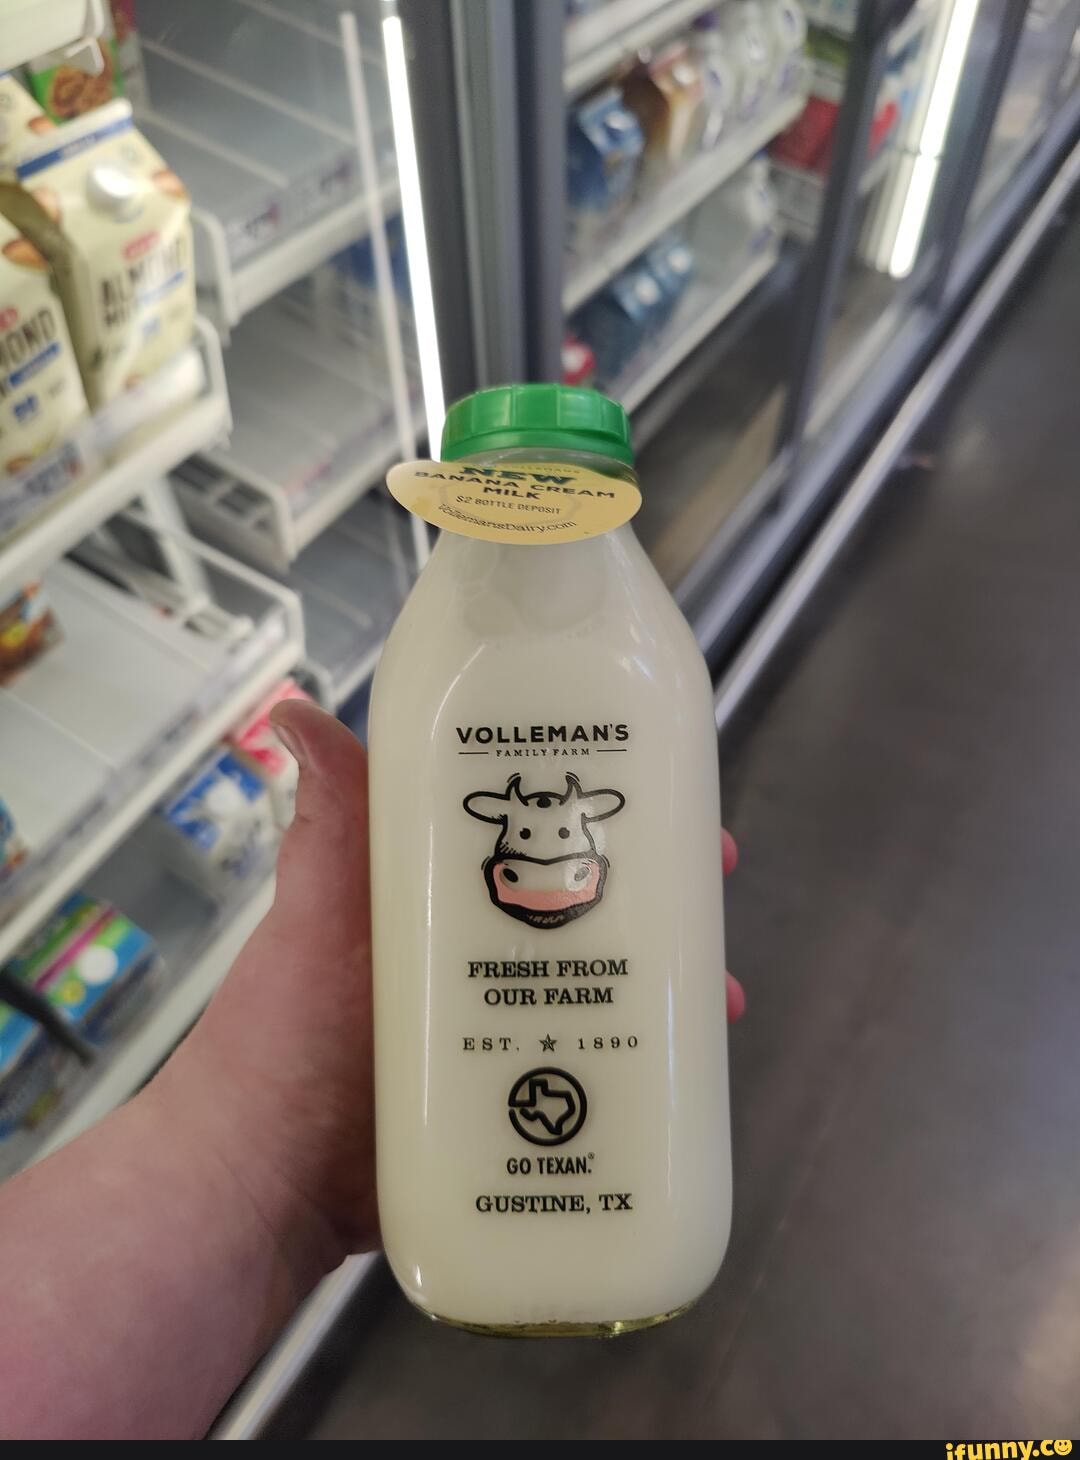 NEW
BANANA CREAM
MILK
$2 BOTTLE DEPOSIT
VollemansDairy.com
VOLLEMAN'S
FAMILY FARM
FRESH FROM
OUR FARM
EST. ★ 1890
GO TEXAN.®
GUSTINE, TX
ALMOND
ifunny.co